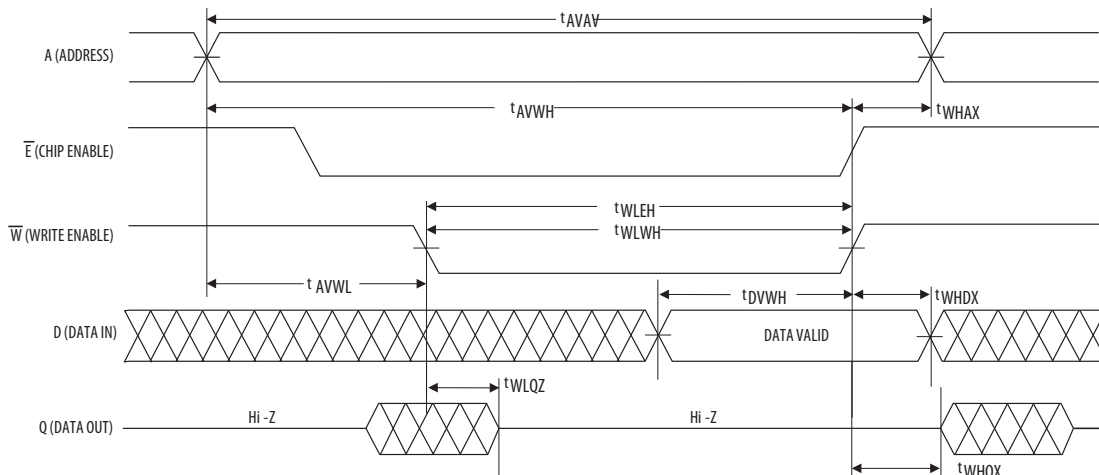 tAVAV
A (ADDRESS)
tAVWH
tWHAX
E (CHIP ENABLE)
tWLEH
tWLWH
W (WRITE ENABLE)
tAVWL
tDVWH
tWHDX
D (DATA IN)
DATA VALID
tWLQZ
Hi -Z
Hi -Z
Q (DATA OUT)
tWHQX